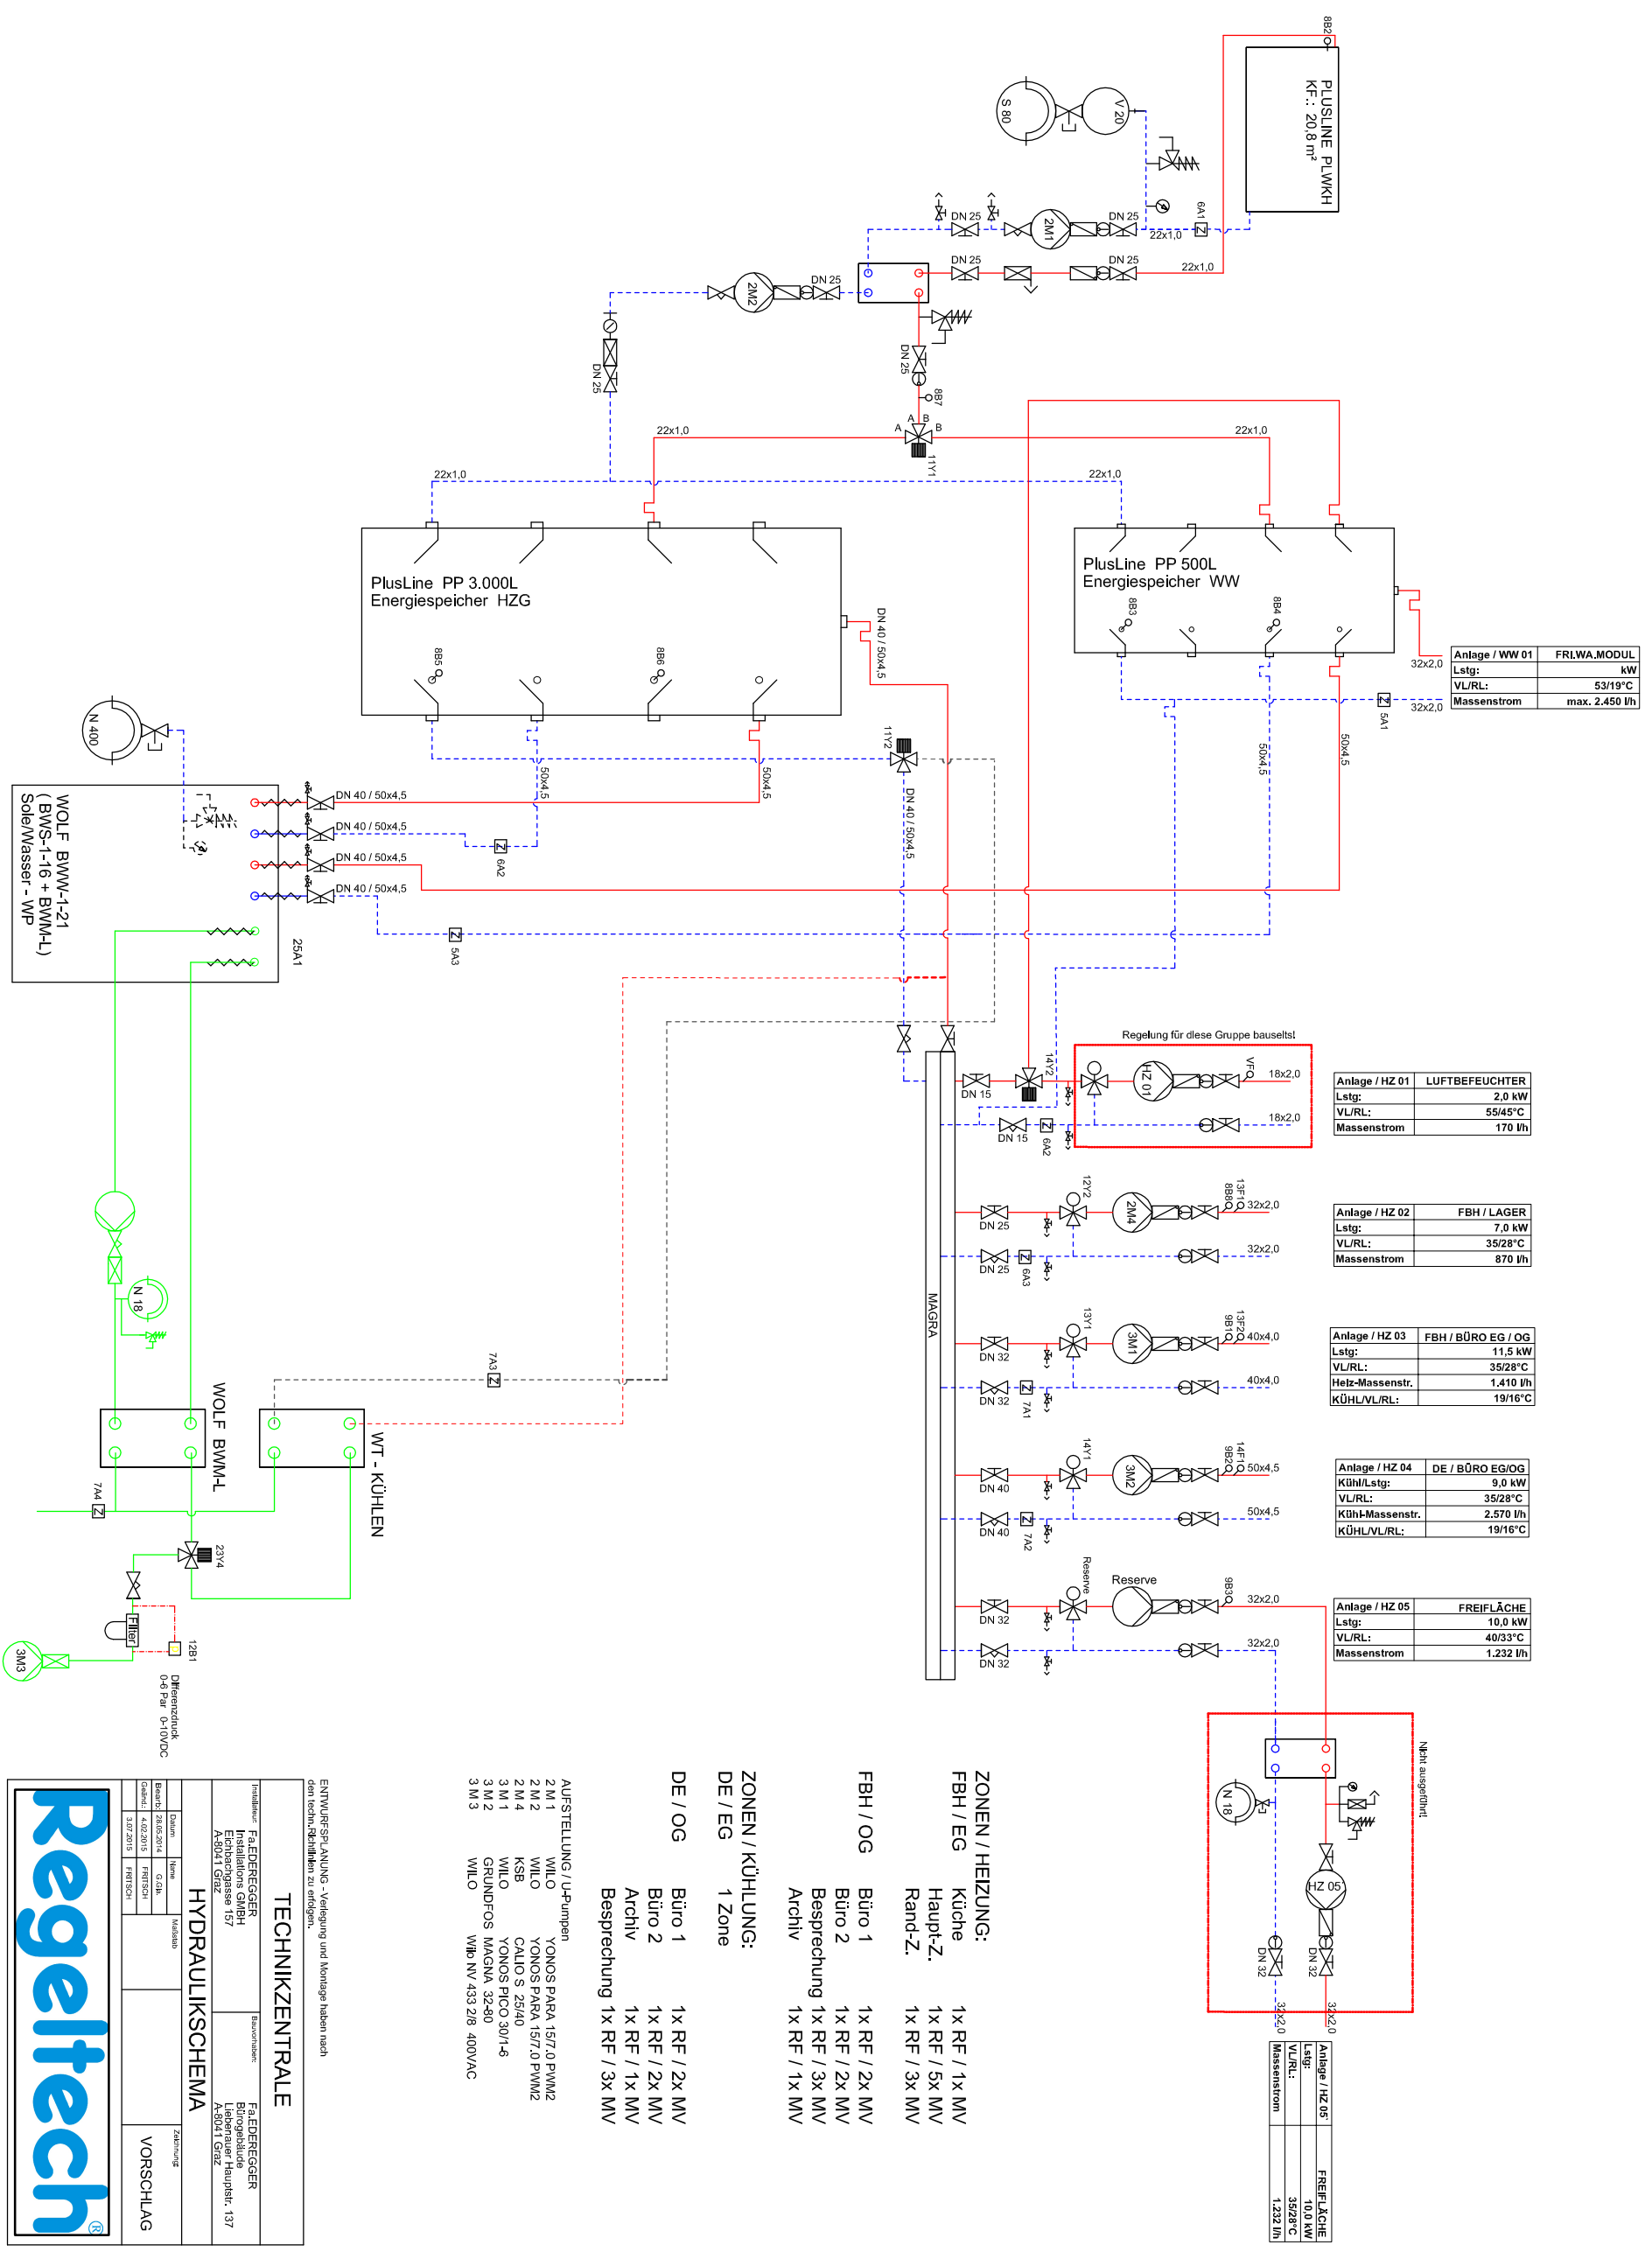 8B2
PLUSLINE PLWKH
KF.: 20,8 m²
S 80
V 20
6A1
DN 25
2M1
DN 25
22x1,0
DN 25
DN 25
22x1,0
2M2
DN 25
DN 25
DN 25
8B7
A
A
B
B
11Y1
22x1,0
22x1,0
22x1,0
22x1,0
PlusLine PP 3.000L
Energiespeicher HZG
8B5
8B6
DN 40 / 50x4,5
PlusLine PP 500L
Energiespeicher WW
8B3
8B4
32x2,0
32x2,0
5A1
Anlage / WW 01 FRI.WA.MODUL
Lstg: kW
VL/RL: 53/19°C
Massenstrom max. 2.450 l/h
N 400
11Y2
50x4,5
50x4,5
50x4,5
50x4,5
DN 40 / 50x4,5
DN 40 / 50x4,5
DN 40 / 50x4,5
DN 40 / 50x4,5
DN 40 / 50x4,5
6A2
5A3
25A1
WOLF BWW-1-21
( BWS-1-16 + BWM-L)
Sole/Wasser - WP
Regelung für diese Gruppe bauseits!
14Y2
DN 15
HZ 01
VF
18x2,0
DN 15
6A2
18x2,0
Anlage / HZ 01 LUFTBEFEUCHTER
Lstg: 2,0 kW
VL/RL: 55/45°C
Massenstrom 170 l/h
12Y2
2M4
8B8
13F1
32x2,0
DN 25
DN 25
6A3
32x2,0
Anlage / HZ 02 FBH / LAGER
Lstg: 7,0 kW
VL/RL: 35/28°C
Massenstrom 870 l/h
MAGRA
13Y1
3M1
9B1
13F2
40x4,0
DN 32
DN 32
7A1
40x4,0
Anlage / HZ 03 FBH / BÜRO EG / OG
Lstg: 11,5 kW
VL/RL: 35/28°C
Heiz-Massenstr. 1.410 l/h
KÜHL/VL/RL: 19/16°C
14Y1
3M2
9B2
14F1
50x4,5
DN 40
DN 40
7A2
50x4,5
Anlage / HZ 04 DE / BÜRO EG/OG
Kühl/Lstg: 9,0 kW
VL/RL: 35/28°C
Kühl-Massenstr. 2.570 l/h
KÜHL/VL/RL: 19/16°C
Reserve
Reserve
9B3
32x2,0
DN 32
DN 32
32x2,0
Anlage / HZ 05 FREIFLÄCHE
Lstg: 10,0 kW
VL/RL: 40/33°C
Massenstrom 1.232 l/h
N 18
7A3
WOLF BWM-L
WT - KÜHLEN
7A4
23Y4
Filter
12B1
3M3
Differenzdruck
0-6 Par 0-10VDC
Nicht ausgeführt!
N 18
HZ 05'
DN 32
DN 32
32x2,0
32x2,0
Anlage / HZ 05' FREIFLÄCHE
Lstg: 10,0 kW
VL/RL: 35/28°C
Massenstrom 1.232 l/h
ZONEN / HEIZUNG:
FBH / EG Küche 1x RF / 1x MV
Haupt-Z. 1x RF / 5x MV
Rand-Z. 1x RF / 3x MV
FBH / OG Büro 1 1x RF / 2x MV
Büro 2 1x RF / 2x MV
Besprechung 1x RF / 3x MV
Archiv 1x RF / 1x MV
ZONEN / KÜHLUNG:
DE / EG 1 Zone
DE / OG Büro 1 1x RF / 2x MV
Büro 2 1x RF / 2x MV
Archiv 1x RF / 1x MV
Besprechung 1x RF / 3x MV
AUFSTELLUNG / U-Pumpen
2 M 1 WILO YONOS PARA 15/7.0 PWM2
2 M 2 WILO YONOS PARA 15/7.0 PWM2
2 M 4 KSB CALIO S 25/40
3 M 1 WILO YONOS PICO 30/1-6
3 M 2 GRUNDFOS MAGNA 32-80
3 M 3 WILO Wilo NV 433 2/8 400VAC
ENTWURFSPLANUNG - Verlegung und Montage haben nach
den techn.Richtlinien zu erfolgen.
TECHNIKZENTRALE
Installateur: Fa.EDEREGGER
Installations GMBH
Eichbachgasse 157
A-8041 Graz
Bauvorhaben: Fa.EDEREGGER
Bürogebäude
Liebenauer Hauptstr. 137
A-8041 Graz
HYDRAULIKSCHEMA
Datum Name Maßstab Zeichnung:
Bearb.: 28.05.2014 G.Gik.
Geänd.: 4.02.2015 FRITSCH
3.07.2015 FRITSCH
VORSCHLAG
Regeltech®